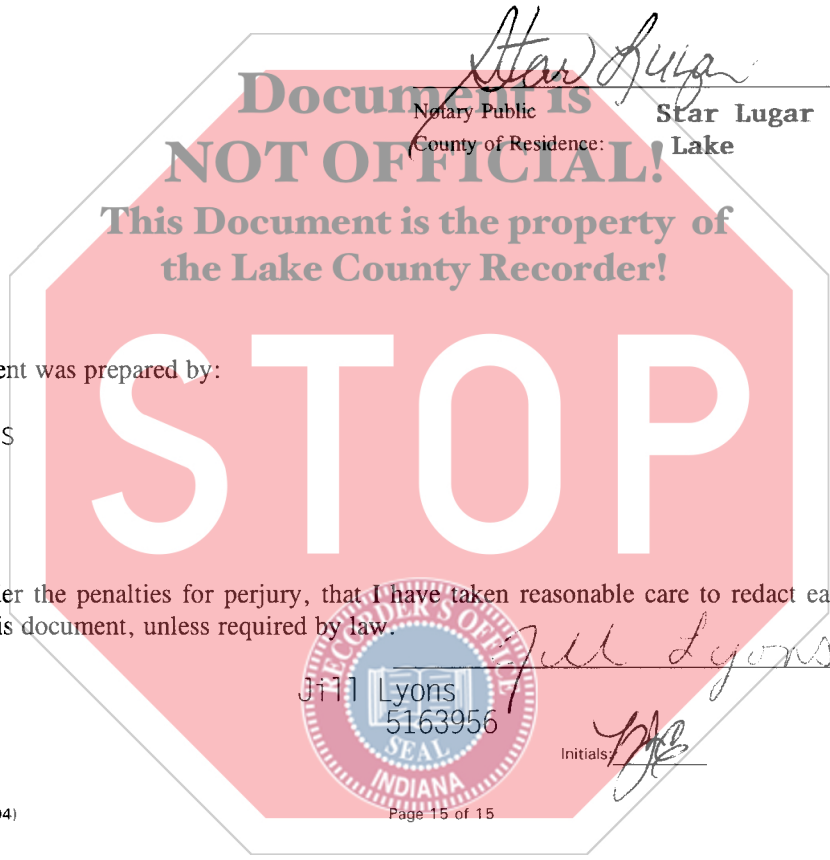 Star Lugar
Document is
Notary Public Star Lugar
NOT OFFICIAL!
County of Residence: Lake
This Document is the property of
the Lake County Recorder!
STOP
ent was prepared by:
S
er the penalties for perjury, that I have taken reasonable care to redact ea
is document, unless required by law.
Jill Lyons
Jill Lyons
5163956
RECORDER'S OFFICE
SEAL
INDIANA
Initials:
04)
Page 15 of 15